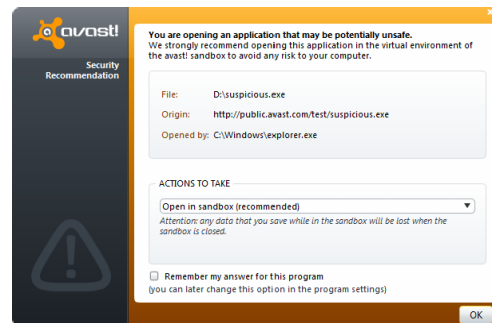 avast!
Security
Recommendation
You are opening an application that may be potentially unsafe.
We strongly recommend opening this application in the virtual environment of
the avast! sandbox to avoid any risk to your computer.
File: D:\suspicious.exe
Origin: http://public.avast.com/test/suspicious.exe
Opened by: C:\Windows\explorer.exe
ACTIONS TO TAKE
Open in sandbox (recommended)
Attention: any data that you save while in the sandbox will be lost when the
sandbox is closed.
Remember my answer for this program
(you can later change this option in the program settings)
OK